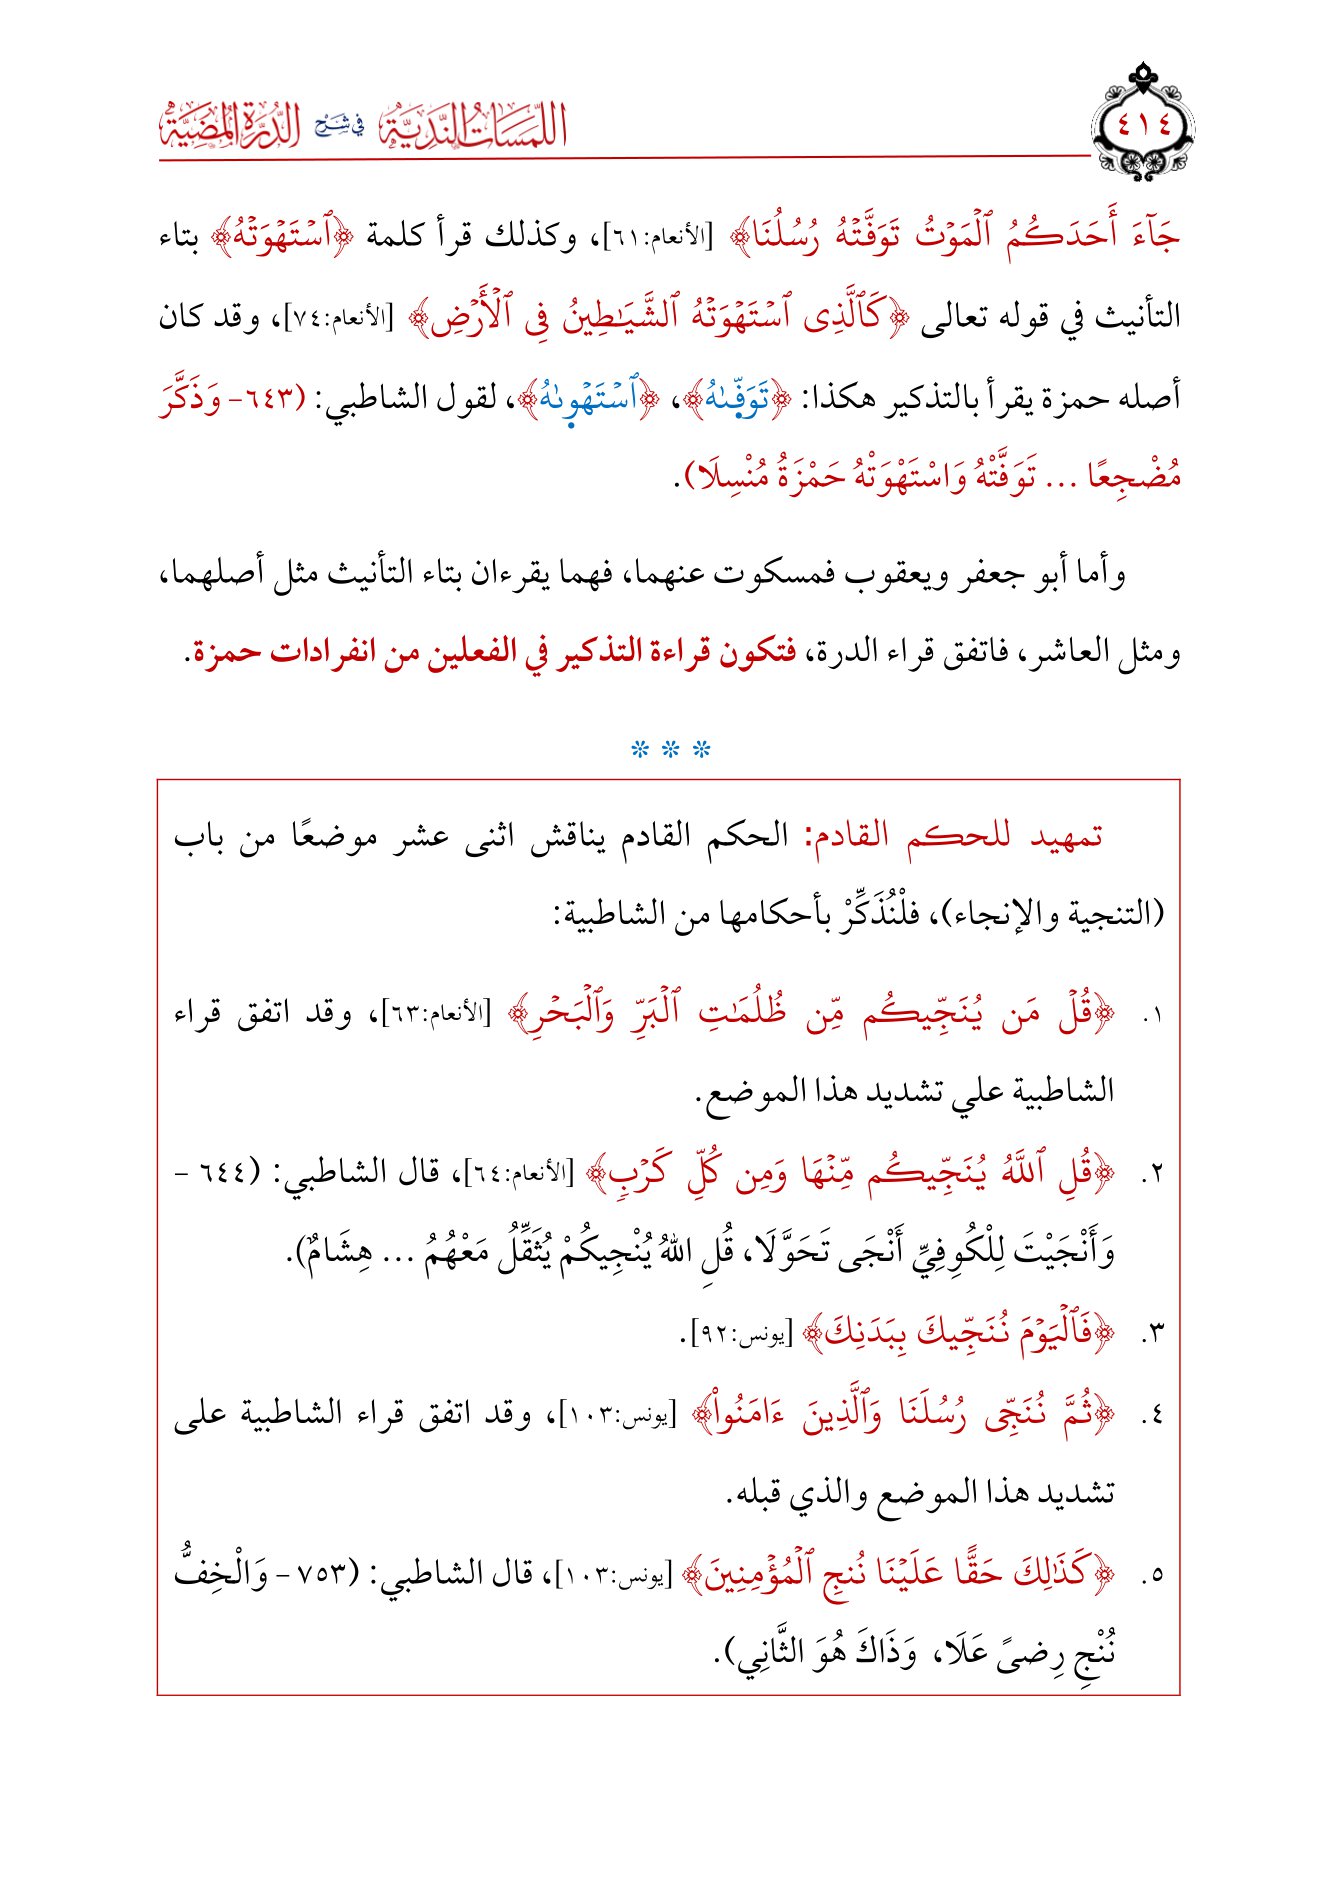 ٤١٤
اللمسات الندية في شرح الدرة المضية
جَآءَ أَحَدَكُمُ ٱلۡمَوۡتُ تَوَفَّتۡهُ رُسُلُنَا﴾ [الأنعام:٦١]، وكذلك قرأ كلمة ﴿ٱسۡتَهۡوَتۡهُ﴾ بتاء
التأنيث في قوله تعالى ﴿كَٱلَّذِى ٱسۡتَهۡوَتۡهُ ٱلشَّيَٰطِينُ فِى ٱلۡأَرۡضِ﴾ [الأنعام:٧٤]، وقد كان
أصله حمزة يقرأ بالتذكير هكذا: ﴿تَوَفَّىٰهُ﴾، ﴿ٱسۡتَهۡوىٰهُ﴾، لقول الشاطبي: (٦٤٣- وَذَكَّرَ
مُضْجِعًا ... تَوَفَّتْهُ وَاسْتَهْوَتْهُ حَمْزَةُ مُنْسِلَا).
وأما أبو جعفر ويعقوب فمسكوت عنهما، فهما يقرءان بتاء التأنيث مثل أصلهما،
ومثل العاشر، فاتفق قراء الدرة، فتكون قراءة التذكير في الفعلين من انفرادات حمزة.
* * *
تمهيد للحكم القادم: الحكم القادم يناقش اثنى عشر موضعًا من باب
(التنجية والإنجاء)، فلْنُذَكِّرْ بأحكامها من الشاطبية:
١. ﴿قُلۡ مَن يُنَجِّيكُم مِّن ظُلُمَٰتِ ٱلۡبَرِّ وَٱلۡبَحۡرِ﴾ [الأنعام:٦٣]، وقد اتفق قراء
الشاطبية علي تشديد هذا الموضع.
٢. ﴿قُلِ ٱللَّهُ يُنَجِّيكُم مِّنۡهَا وَمِن كُلِّ كَرۡبٖ﴾ [الأنعام:٦٤]، قال الشاطبي: (٦٤٤ -
وَأَنْجَيْتَ لِلْكُوفِيِّ أَنْجَى تَحَوَّلَا، قُلِ اللهُ يُنْجِيكُمْ يُثَقِّلُ مَعْهُمُ ... هِشَامٌ).
٣. ﴿فَٱلۡيَوۡمَ نُنَجِّيكَ بِبَدَنِكَ﴾ [يونس:٩٢].
٤. ﴿ثُمَّ نُنَجِّى رُسُلَنَا وَٱلَّذِينَ ءَامَنُواْ﴾ [يونس:١٠٣]، وقد اتفق قراء الشاطبية على
تشديد هذا الموضع والذي قبله.
٥. ﴿كَذَٰلِكَ حَقًّا عَلَيۡنَا نُنجِ ٱلۡمُؤۡمِنِينَ﴾ [يونس:١٠٣]، قال الشاطبي: (٧٥٣ - وَالْخِفُّ
نُنْجِ رِضىً عَلَا، وَذَاكَ هُوَ الثَّانِي).